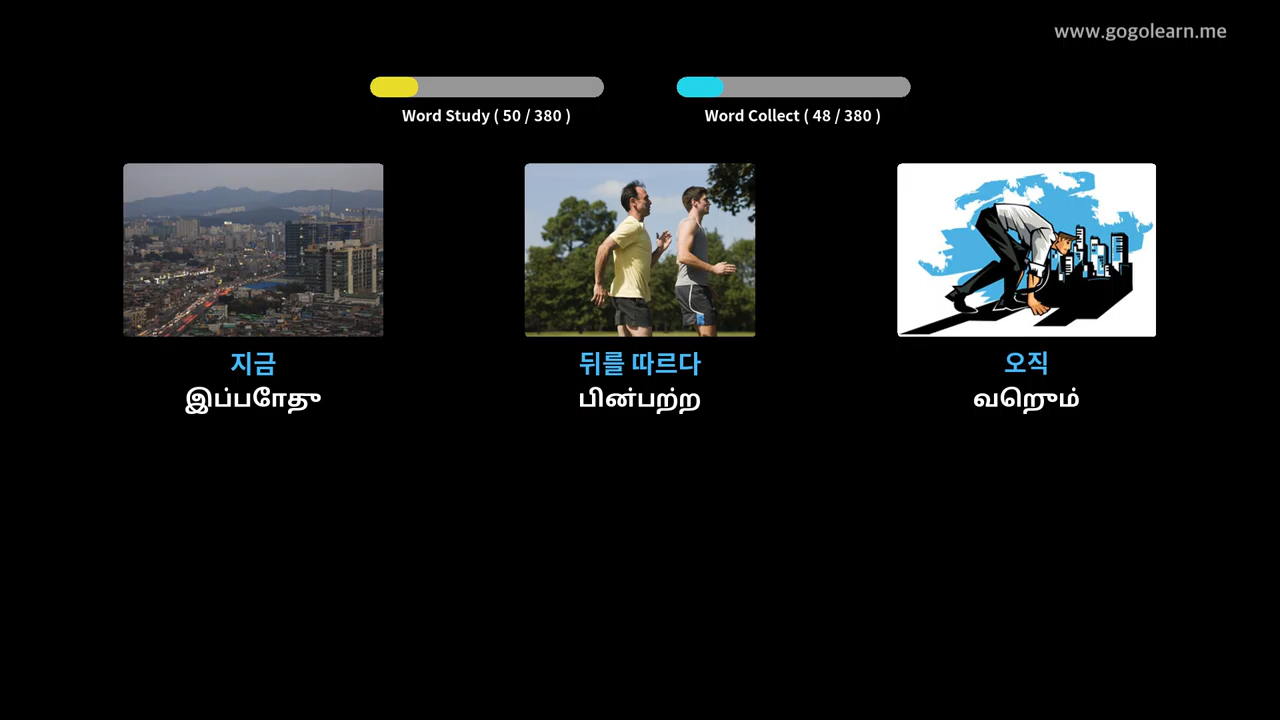 www.gogolearn.me
Word Study ( 50 / 380 )
Word Collect ( 48 / 380 )
지금
இப்போது
뒤를 따르다
பின்பற்ற
오직
வெறும்